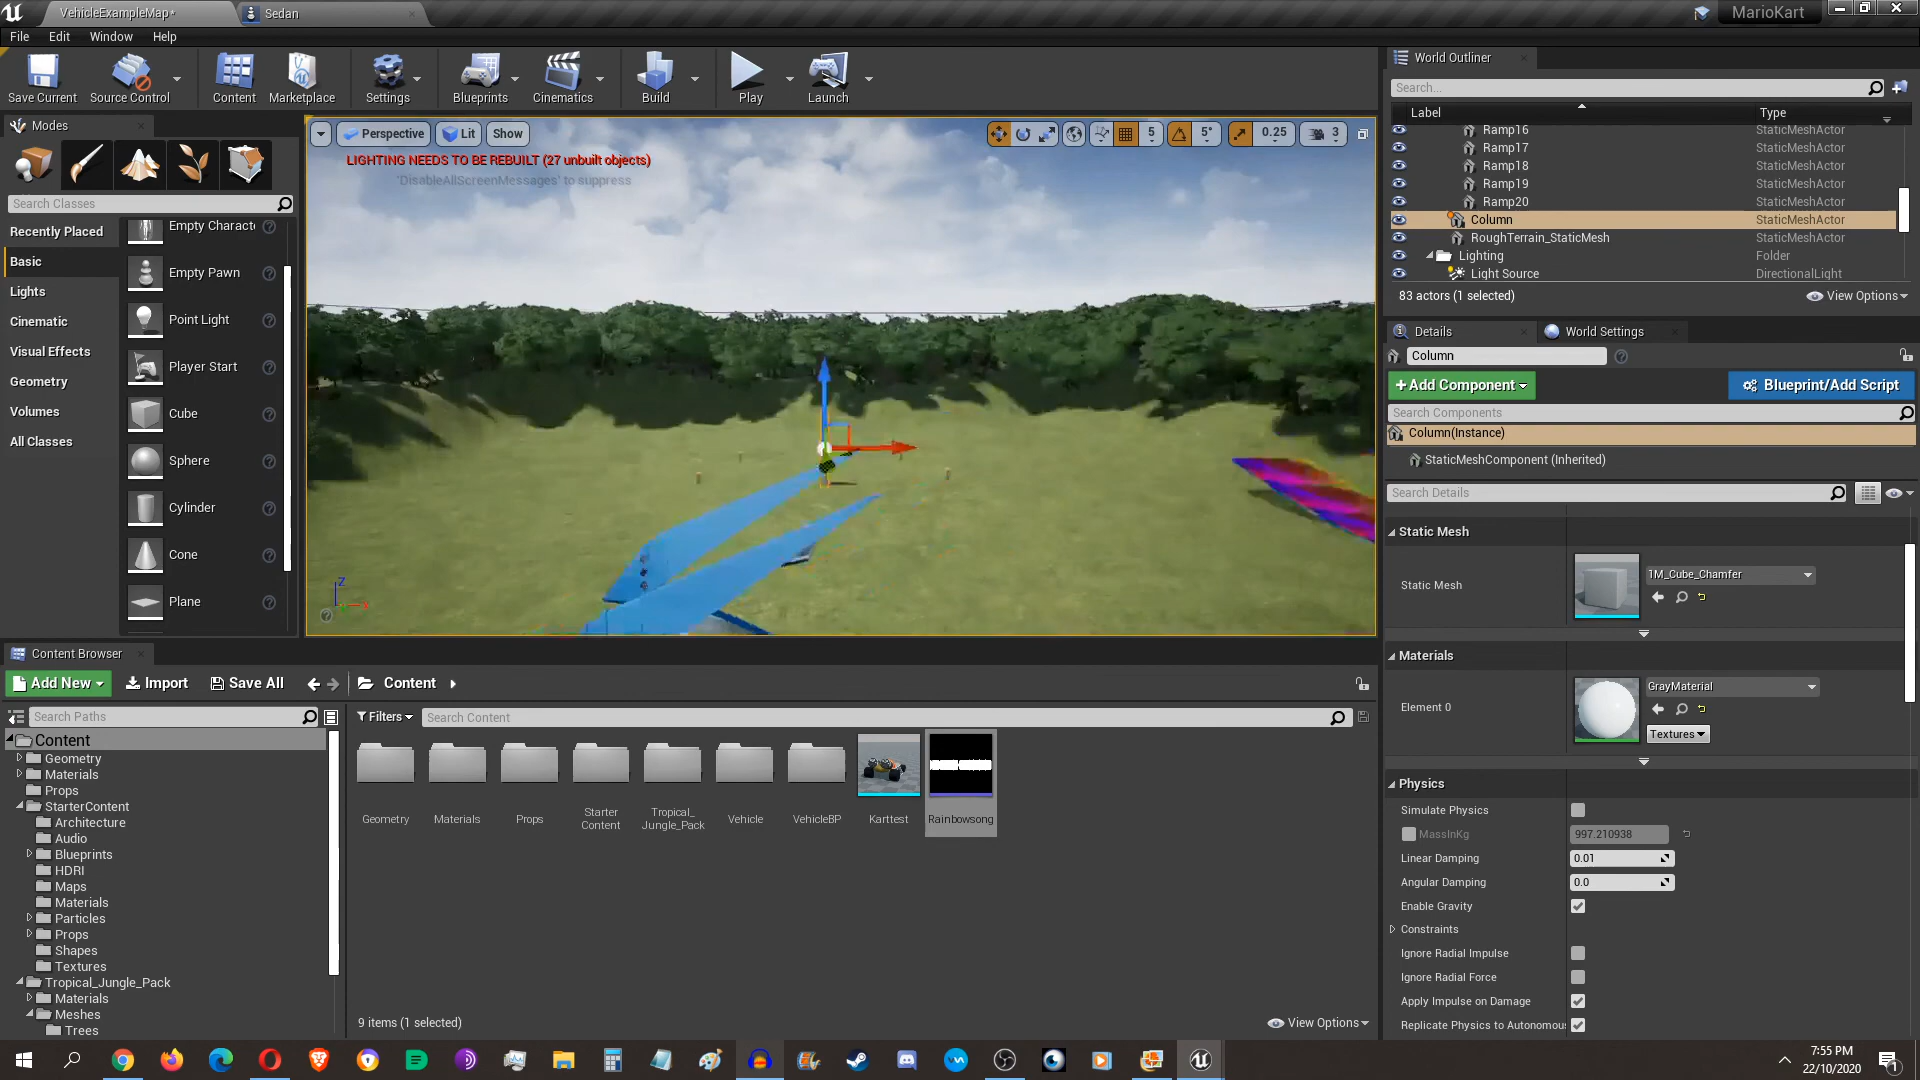 VehicleExampleMap*
Sedan
MarioKart
File Edit Window Help
Save Current
Source Control
Content
Marketplace
Settings
Blueprints
Cinematics
Build
Play
Launch
Modes
Search Classes
Recently Placed
Basic
Lights
Cinematic
Visual Effects
Geometry
Volumes
All Classes
Empty Charact
Empty Pawn
Point Light
Player Start
Cube
Sphere
Cylinder
Cone
Plane
Perspective Lit Show
5 5° 0.25 3
LIGHTING NEEDS TO BE REBUILT (27 unbuilt objects)
'DisableAllScreenMessages' to suppress
World Outliner
Search...
Label Type
Ramp16 StaticMeshActor
Ramp17 StaticMeshActor
Ramp18 StaticMeshActor
Ramp19 StaticMeshActor
Ramp20 StaticMeshActor
Column StaticMeshActor
RoughTerrain_StaticMesh StaticMeshActor
Lighting Folder
Light Source DirectionalLight
83 actors (1 selected) View Options
Details World Settings
Column
+Add Component Blueprint/Add Script
Search Components
Column(Instance)
StaticMeshComponent (Inherited)
Search Details
Static Mesh
Static Mesh 1M_Cube_Chamfer
Materials
Element 0 GrayMaterial
Textures
Physics
Simulate Physics
MassInKg 997.210938
Linear Damping 0.01
Angular Damping 0.0
Enable Gravity
Constraints
Ignore Radial Impulse
Ignore Radial Force
Apply Impulse on Damage
Replicate Physics to Autonomou
Content Browser
Add New Import Save All Content
Search Paths
Filters Search Content
Content
Geometry
Materials
Props
StarterContent
Architecture
Audio
Blueprints
HDRI
Maps
Materials
Particles
Props
Shapes
Textures
Tropical_Jungle_Pack
Materials
Meshes
Trees
Geometry
Materials
Props
Starter
Content
Tropical_
Jungle_Pack
Vehicle
VehicleBP
Karttest
Rainbowsong
9 items (1 selected) View Options
Z
7:55 PM
22/10/2020
1